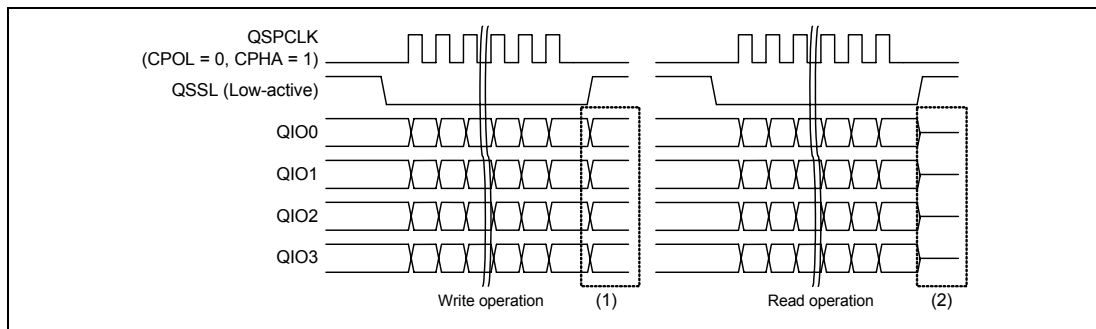 QSPCLK
(CPOL = 0, CPHA = 1)
QSSL (Low-active)
QIO0
QIO1
QIO2
QIO3
Write operation (1) Read operation (2)